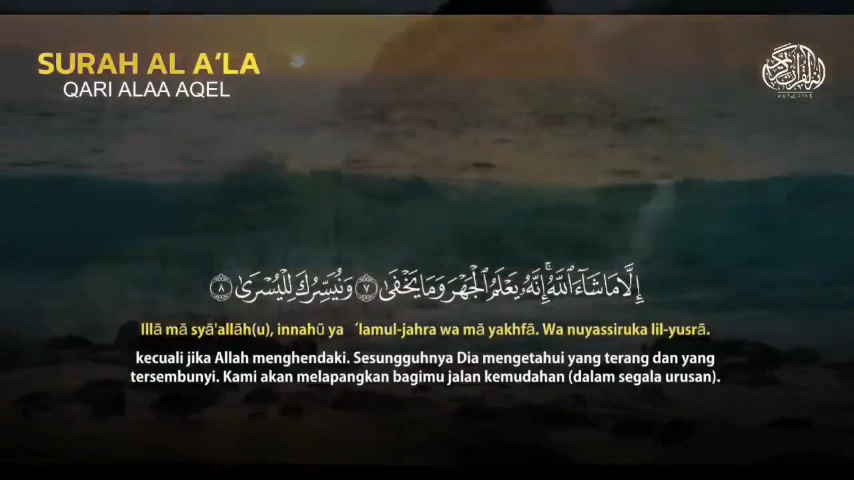 SURAH AL A‘LA
QARI ALAA AQEL
إِلَّا مَا شَاءَ اللَّهُ ۚ إِنَّهُ يَعْلَمُ الْجَهْرَ وَمَا يَخْفَىٰ ۝٧ وَنُيَسِّرُكَ لِلْيُسْرَىٰ ۝٨
Illā mā syā'allāh(u), innahū ya ‘lamul-jahra wa mā yakhfā. Wa nuyassiruka lil-yusrā.
kecuali jika Allah menghendaki. Sesungguhnya Dia mengetahui yang terang dan yang
tersembunyi. Kami akan melapangkan bagimu jalan kemudahan (dalam segala urusan).